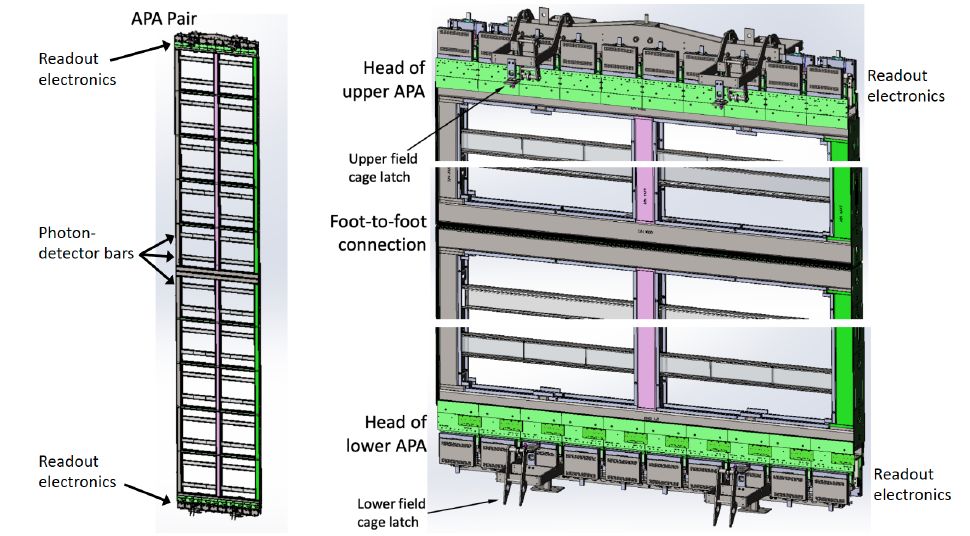 APA Pair
Readout
electronics
Photon-
detector bars
Readout
electronics
Head of
upper APA
Readout
electronics
Upper field
cage latch
Foot-to-foot
connection
Head of
lower APA
Readout
electronics
Lower field
cage latch